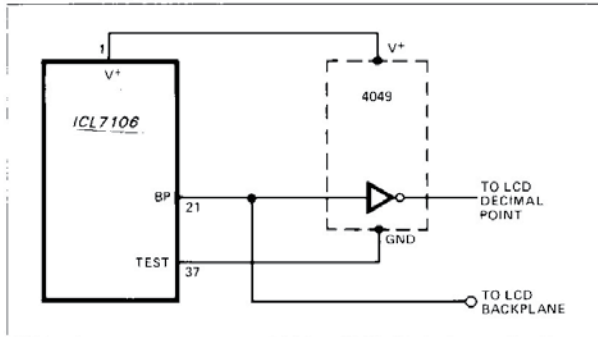 1
V+
V+
4049
ICL7106
BP
21
TO LCD
DECIMAL
POINT
GND
TEST
37
TO LCD
BACKPLANE